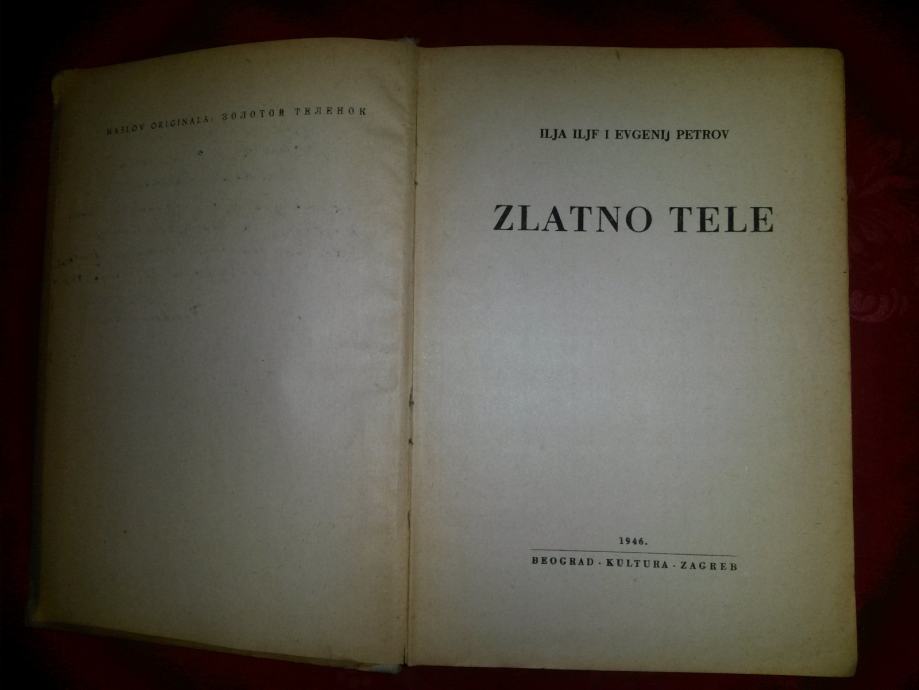 NASLOV ORIGINALA: ЗОЛОТОЙ ТЕЛЕНОК
ILJA ILJF I EVGENIJ PETROV
ZLATNO TELE
1946.
BEOGRAD · KULTURA · ZAGREB